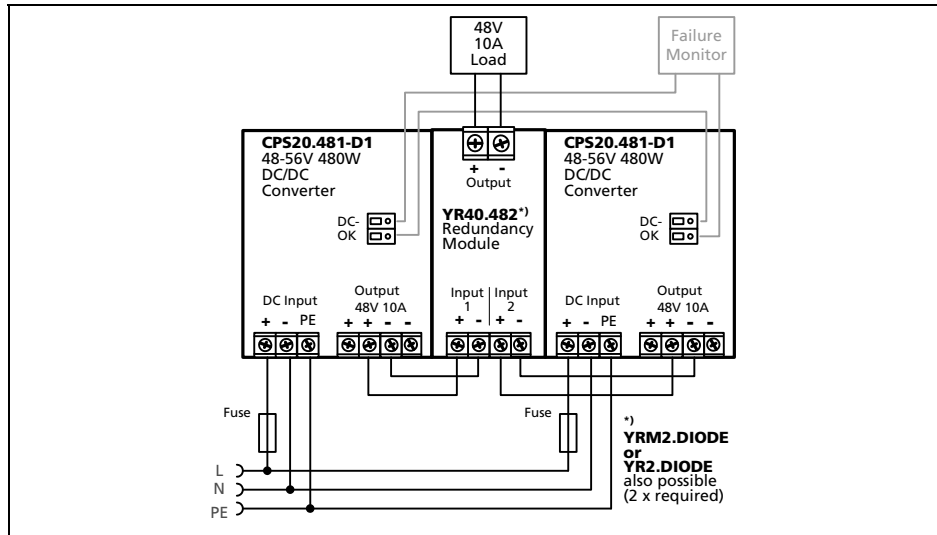 48V
10A
Load
Failure
Monitor
CPS20.481-D1
48-56V 480W
DC/DC
Converter
DC-
OK
DC Input
+ - PE
Output
48V 10A
+ + - -
+ -
Output
YR40.482*)
Redundancy
Module
Input
1
Input
2
+ - + -
CPS20.481-D1
48-56V 480W
DC/DC
Converter
DC-
OK
DC Input
+ - PE
Output
48V 10A
+ + - -
Fuse
Fuse
L
N
PE
*)
YRM2.DIODE
or
YR2.DIODE
also possible
(2 x required)